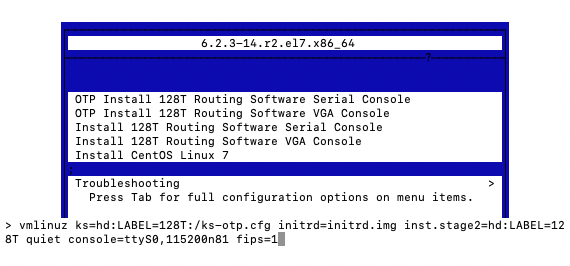 6.2.3-14.r2.el7.x86_64
?
OTP Install 128T Routing Software Serial Console
OTP Install 128T Routing Software VGA Console
Install 128T Routing Software Serial Console
Install 128T Routing Software VGA Console
Install CentOS Linux 7
Troubleshooting >
Press Tab for full configuration options on menu items.
> vmlinuz ks=hd:LABEL=128T:/ks-otp.cfg initrd=initrd.img inst.stage2=hd:LABEL=12
8T quiet console=ttyS0,115200n81 fips=1